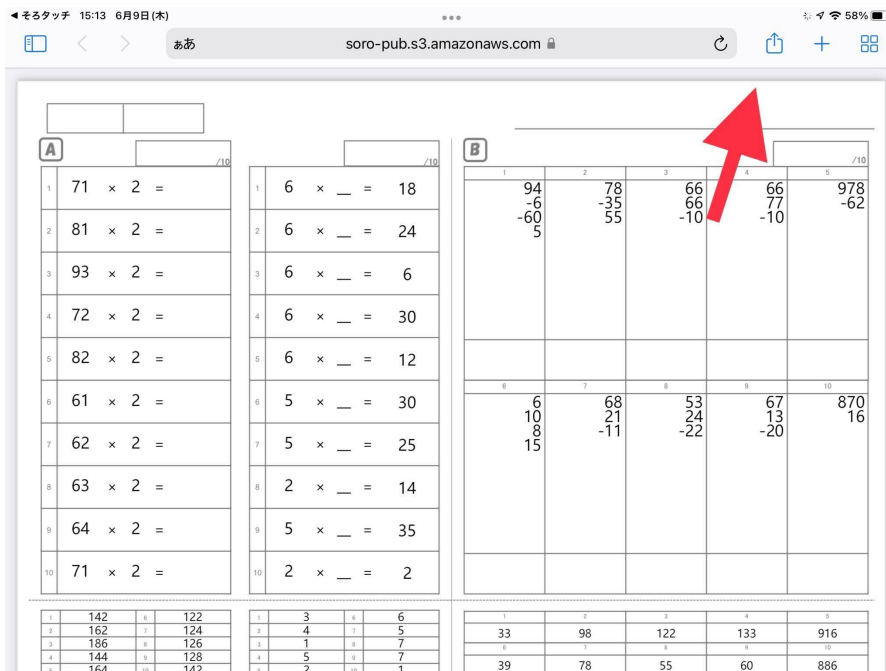 ◀そろタッチ 15:13 6月9日(木)
58%
ぁあ
soro-pub.s3.amazonaws.com
A
/10
1 71 × 2 =
2 81 × 2 =
3 93 × 2 =
4 72 × 2 =
5 82 × 2 =
6 61 × 2 =
7 62 × 2 =
8 63 × 2 =
9 64 × 2 =
10 71 × 2 =
/10
1 6 × __ = 18
2 6 × __ = 24
3 6 × __ = 6
4 6 × __ = 30
5 6 × __ = 12
6 5 × __ = 30
7 5 × __ = 25
8 2 × __ = 14
9 5 × __ = 35
10 2 × __ = 2
B
/10
1 2 3 4 5
94 78 66 66 978
-6 -35 66 77 -62
-60 55 -10 -10
5
6 7 8 9 10
6 68 53 67 870
10 21 24 13 16
8 -11 -22 -20
15
1 142 6 122
2 162 7 124
3 186 8 126
4 144 9 128
5 164 10 142
1 3 6 6
2 4 7 5
3 1 8 7
4 5 9 7
5 2 10 1
1 2 3 4 5
33 98 122 133 916
6 7 8 9 10
39 78 55 60 886